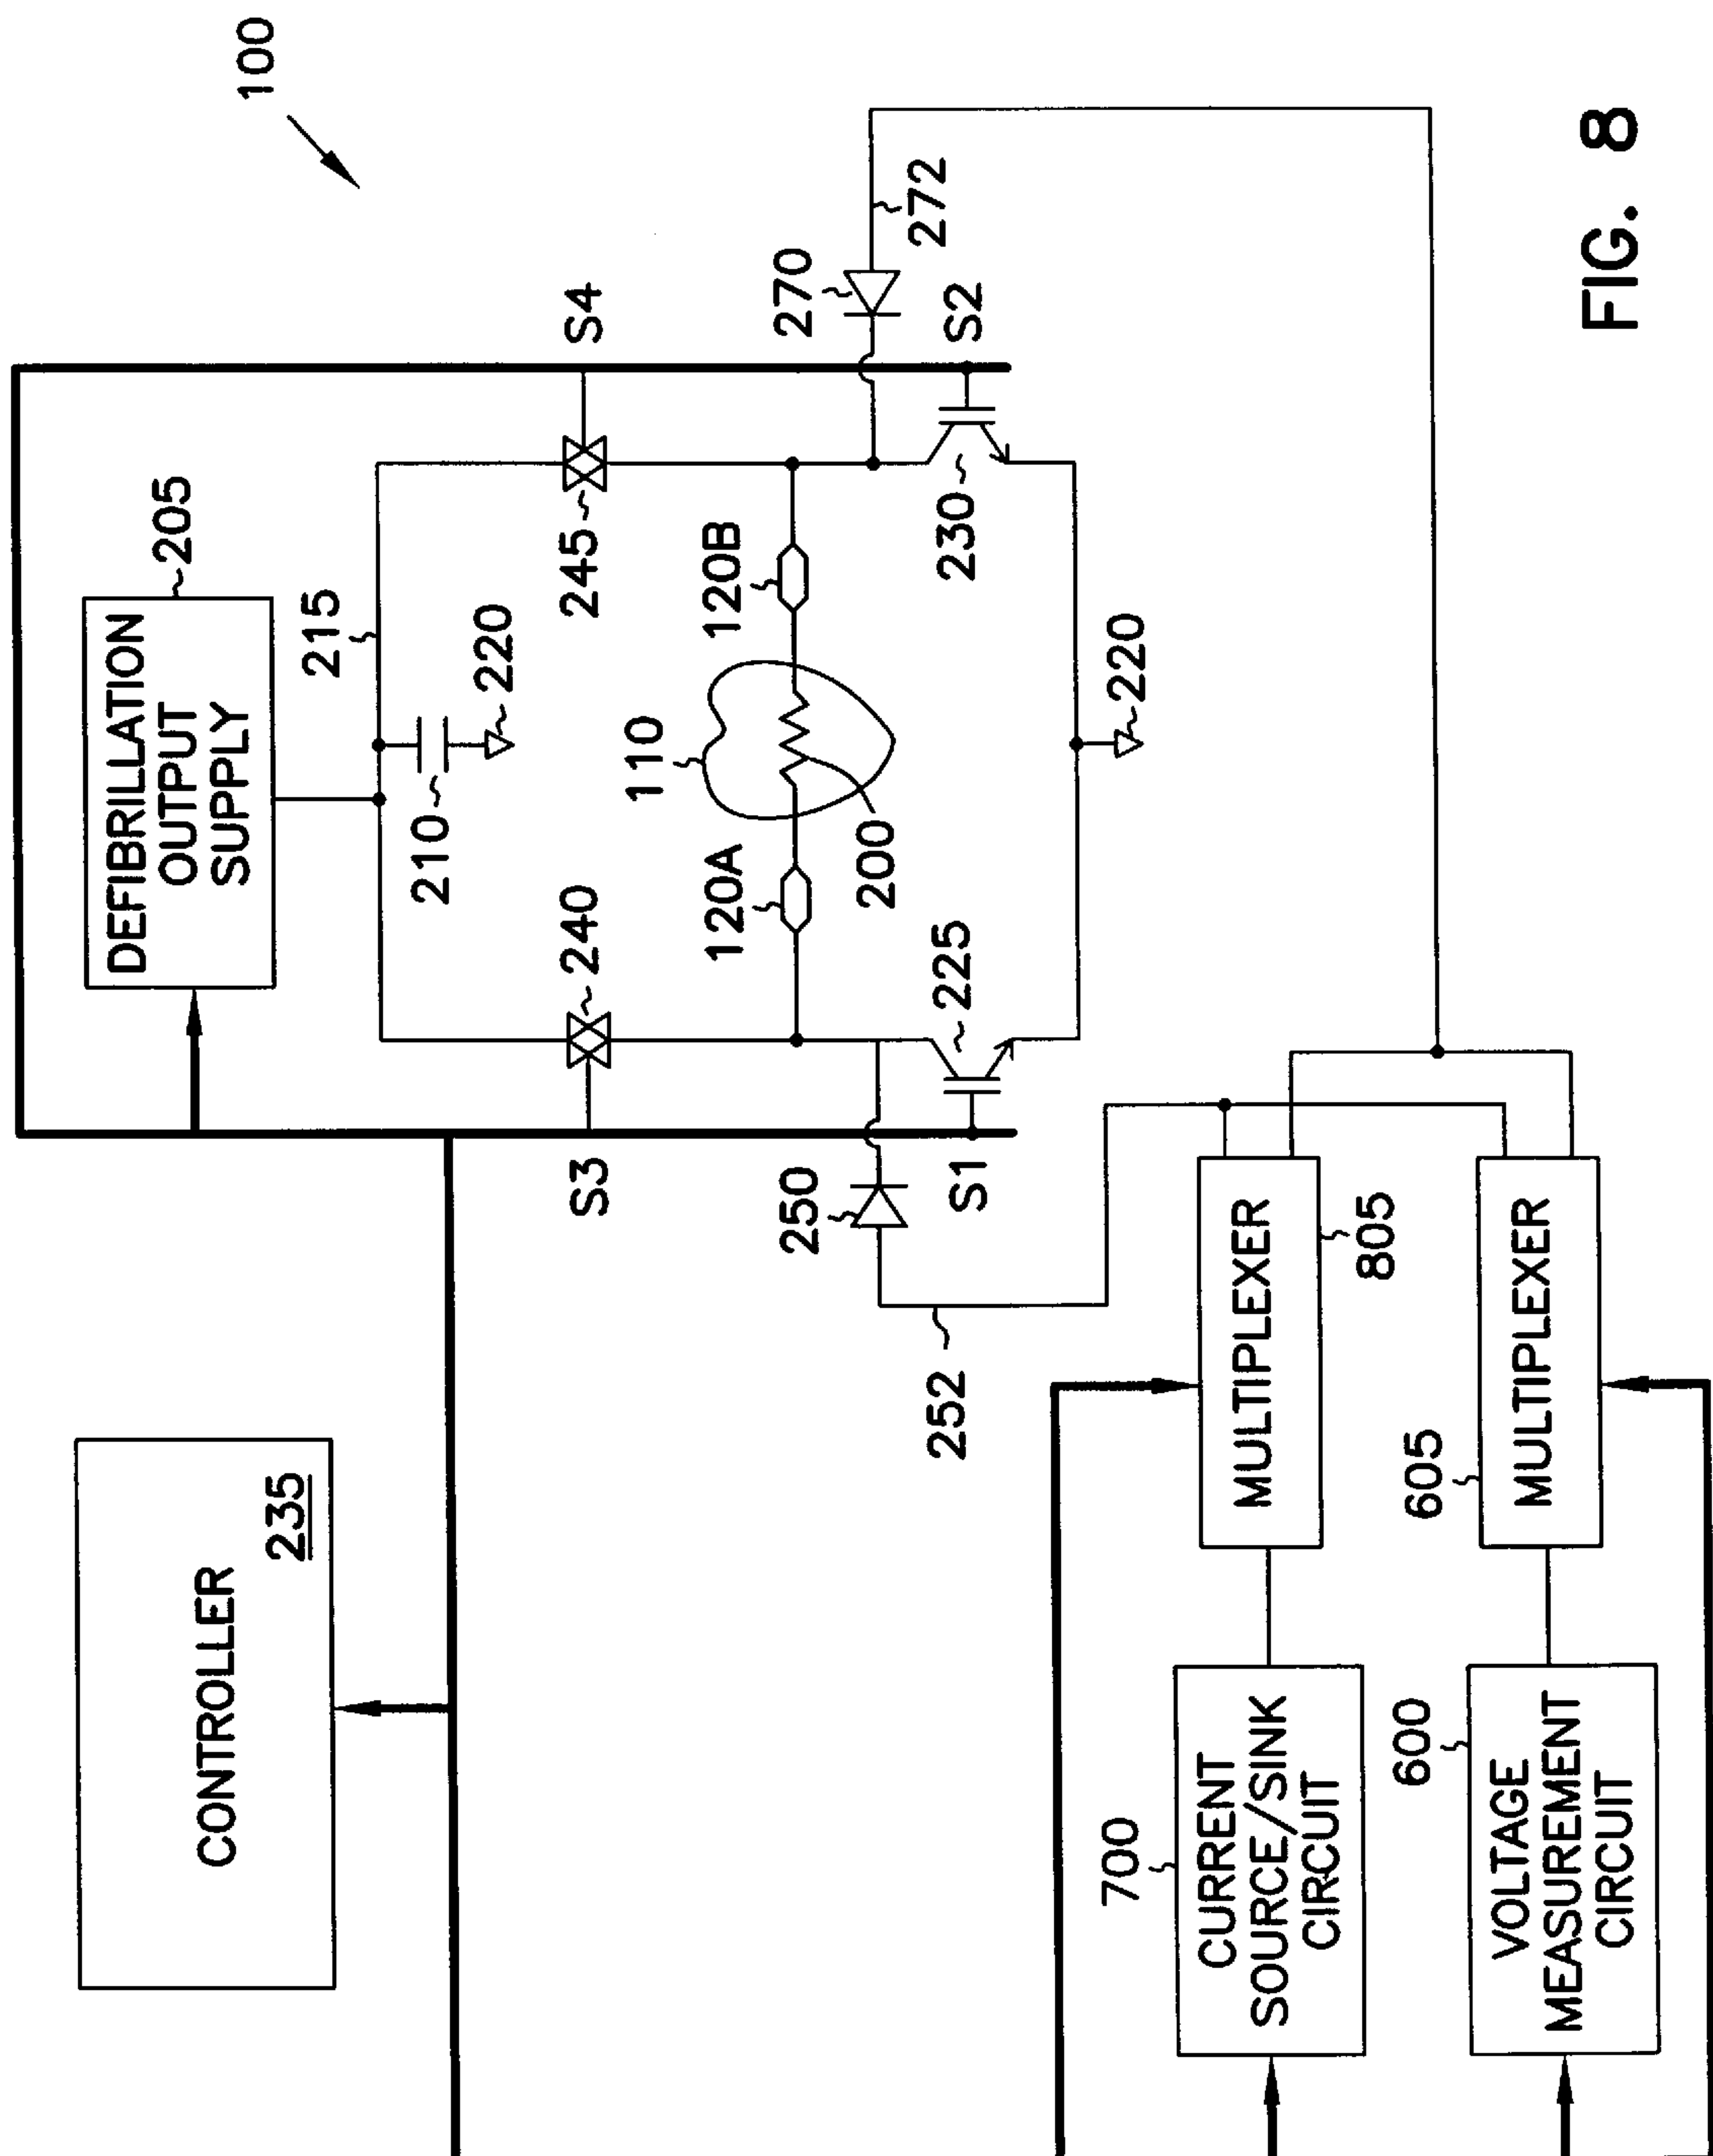 100
CONTROLLER
235
DEFIBRILLATION
OUTPUT
SUPPLY
205
215
210
220
S3
240
245
S4
110
120A
120B
200
250
S1
225
230
S2
270
272
220
252
700
CURRENT
SOURCE/SINK
CIRCUIT
MULTIPLEXER
805
600
VOLTAGE
MEASUREMENT
CIRCUIT
605
MULTIPLEXER
FIG. 8